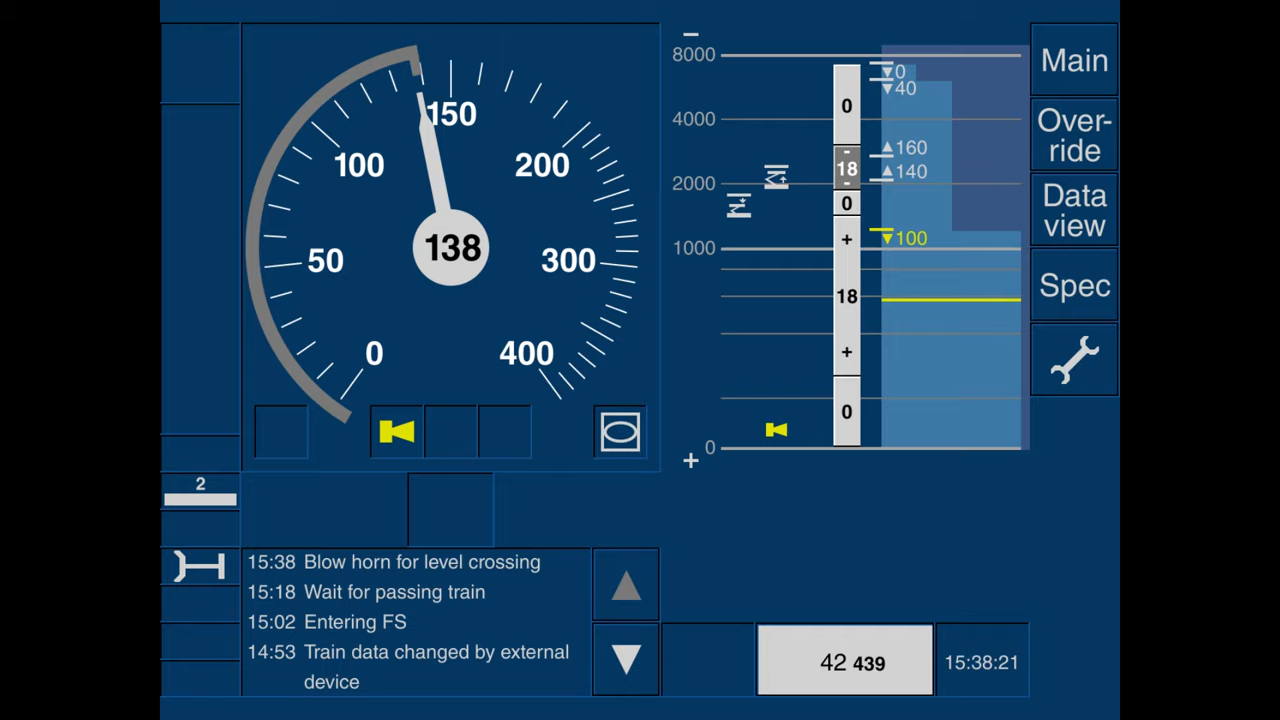 150
100
200
50
138
300
0
400
−
8000
4000
2000
1000
0
+
0
-
18
-
0
+
18
+
0
0
40
160
140
100
Main
Over-
ride
Data
view
Spec
2
15:38 Blow horn for level crossing
15:18 Wait for passing train
15:02 Entering FS
14:53 Train data changed by external
device
42 439
15:38:21